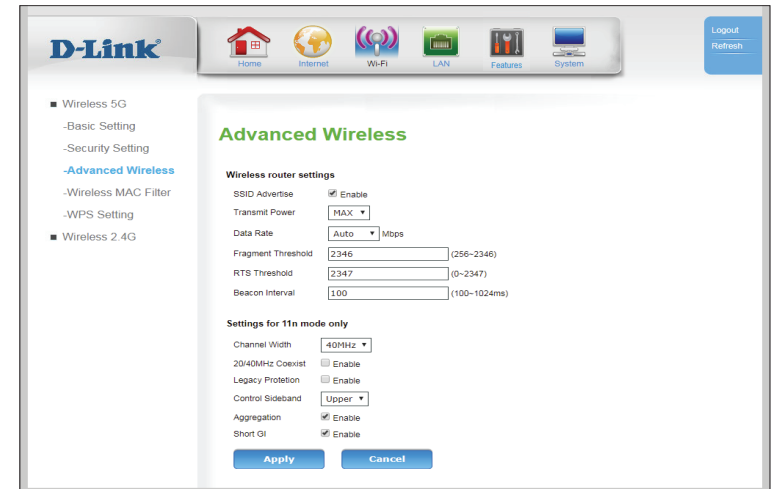 D-Link
Home
Internet
Wi-Fi
LAN
Features
System
Logout
Refresh
Wireless 5G
-Basic Setting
-Security Setting
-Advanced Wireless
-Wireless MAC Filter
-WPS Setting
Wireless 2.4G
Advanced Wireless
Wireless router settings
SSID Advertise Enable
Transmit Power MAX
Data Rate Auto Mbps
Fragment Threshold 2346 (256~2346)
RTS Threshold 2347 (0~2347)
Beacon Interval 100 (100~1024ms)
Settings for 11n mode only
Channel Width 40MHz
20/40MHz Coexist Enable
Legacy Protetion Enable
Control Sideband Upper
Aggregation Enable
Short GI Enable
Apply Cancel